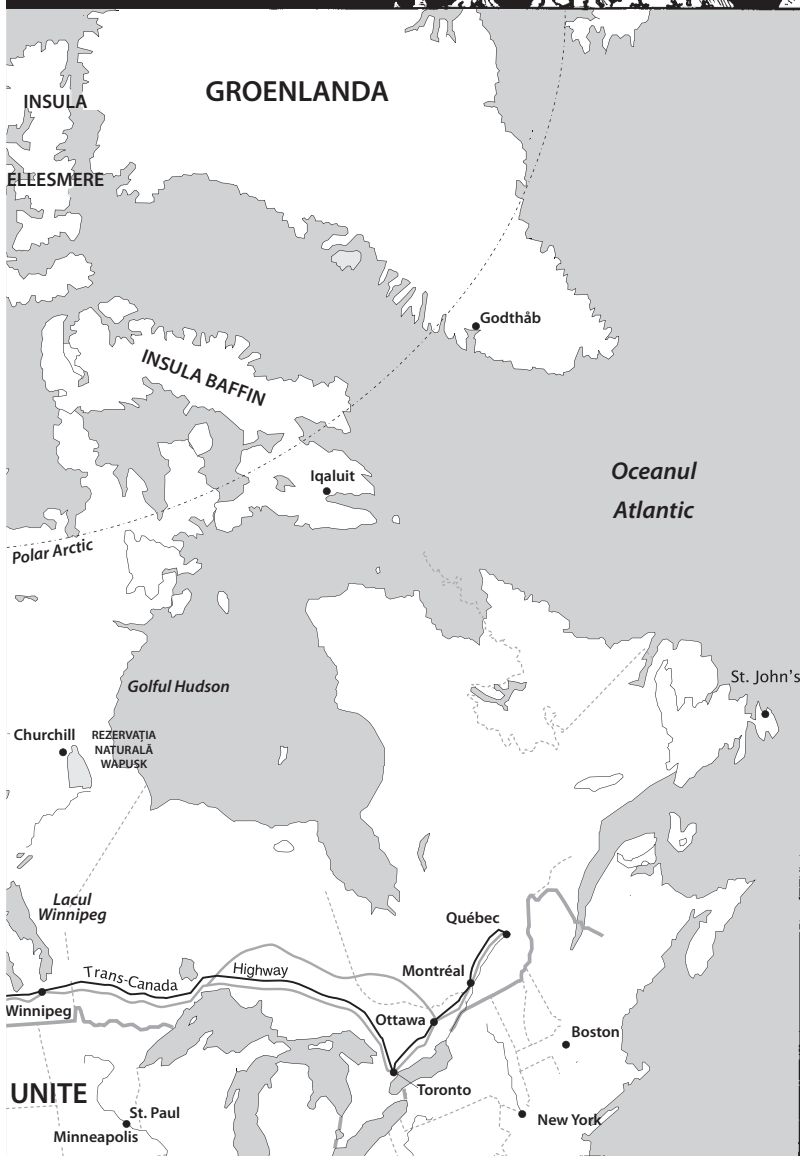 GROENLANDA
INSULA
ELLESMERE
Godthåb
INSULA BAFFIN
Iqaluit
Oceanul
Atlantic
Polar Arctic
St. John's
Golful Hudson
Churchill
REZERVAȚIA
NATURALĂ
WAPUSK
Lacul
Winnipeg
Québec
Montréal
Trans-Canada Highway
Winnipeg
Ottawa
Boston
Toronto
UNITE
St. Paul
New York
Minneapolis